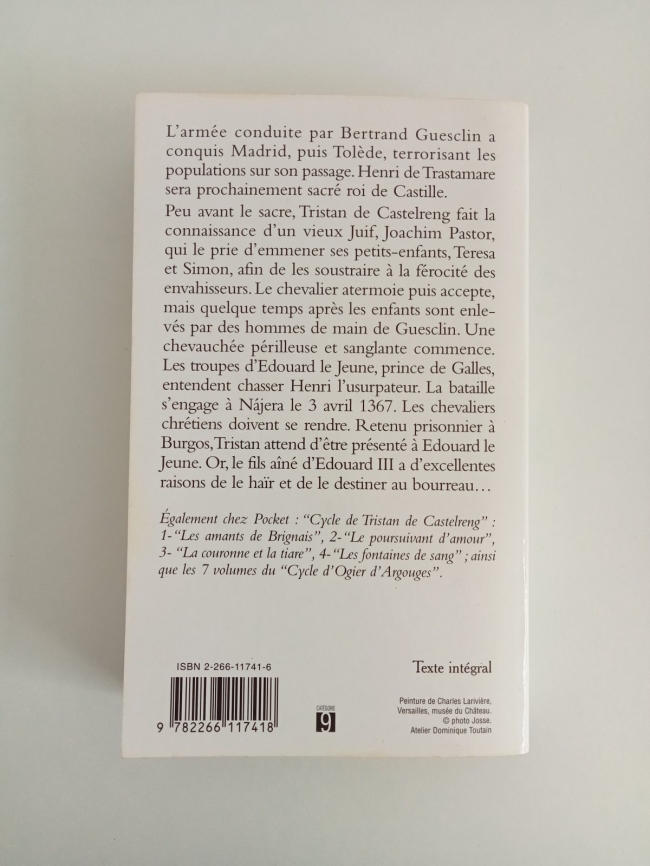 L'armée conduite par Bertrand Guesclin a
conquis Madrid, puis Tolède, terrorisant les
populations sur son passage. Henri de Trastamare
sera prochainement sacré roi de Castille.
Peu avant le sacre, Tristan de Castelreng fait la
connaissance d'un vieux Juif, Joachim Pastor,
qui le prie d'emmener ses petits-enfants, Teresa
et Simon, afin de les soustraire à la férocité des
envahisseurs. Le chevalier atermoie puis accepte,
mais quelque temps après les enfants sont enle-
vés par des hommes de main de Guesclin. Une
chevauchée périlleuse et sanglante commence.
Les troupes d'Edouard le Jeune, prince de Galles,
entendent chasser Henri l'usurpateur. La bataille
s'engage à Nájera le 3 avril 1367. Les chevaliers
chrétiens doivent se rendre. Retenu prisonnier à
Burgos, Tristan attend d'être présenté à Edouard le
Jeune. Or, le fils aîné d'Edouard III a d'excellentes
raisons de le haïr et de le destiner au bourreau...
Également chez Pocket : "Cycle de Tristan de Castelreng" :
1-"Les amants de Brignais", 2-"Le poursuivant d'amour",
3- "La couronne et la tiare", 4-"Les fontaines de sang" ; ainsi
que les 7 volumes du "Cycle d'Ogier d'Argouges".
ISBN 2-266-11741-6
9 782266 117418
CATÉGORIE
9
Texte intégral
Peinture de Charles Larivière,
Versailles, musée du Château.
© photo Josse.
Atelier Dominique Toutain